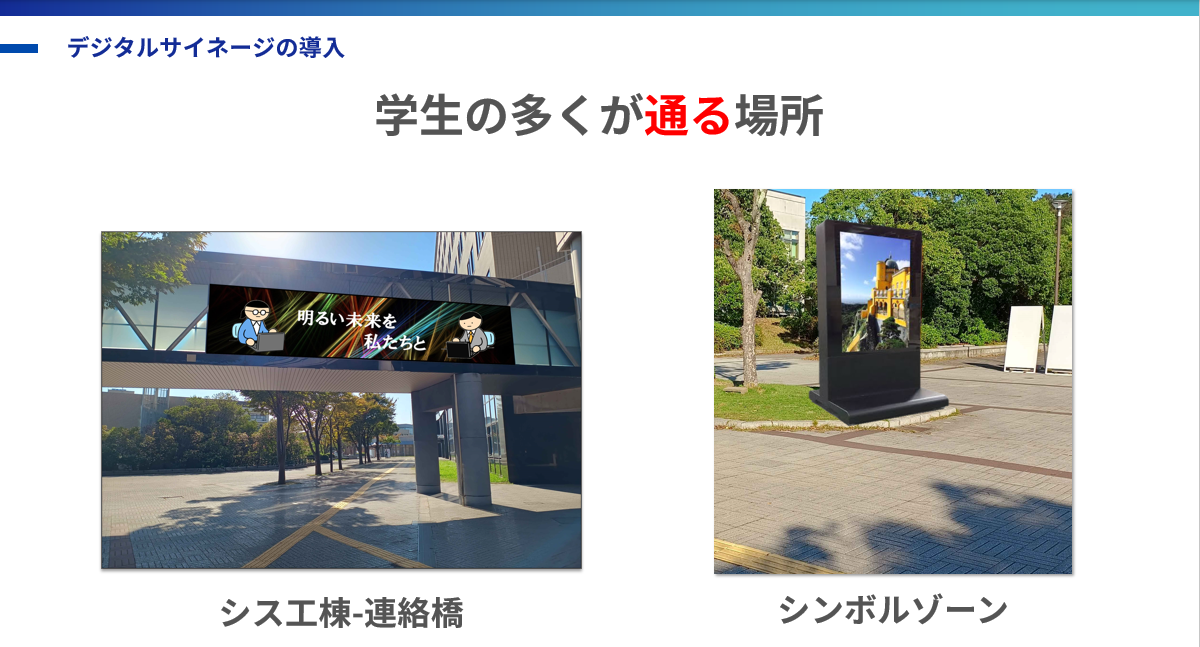 デジタルサイネージの導入
学生の多くが通る場所
明るい未来を
私たちと
シス工棟-連絡橋
シンボルゾーン